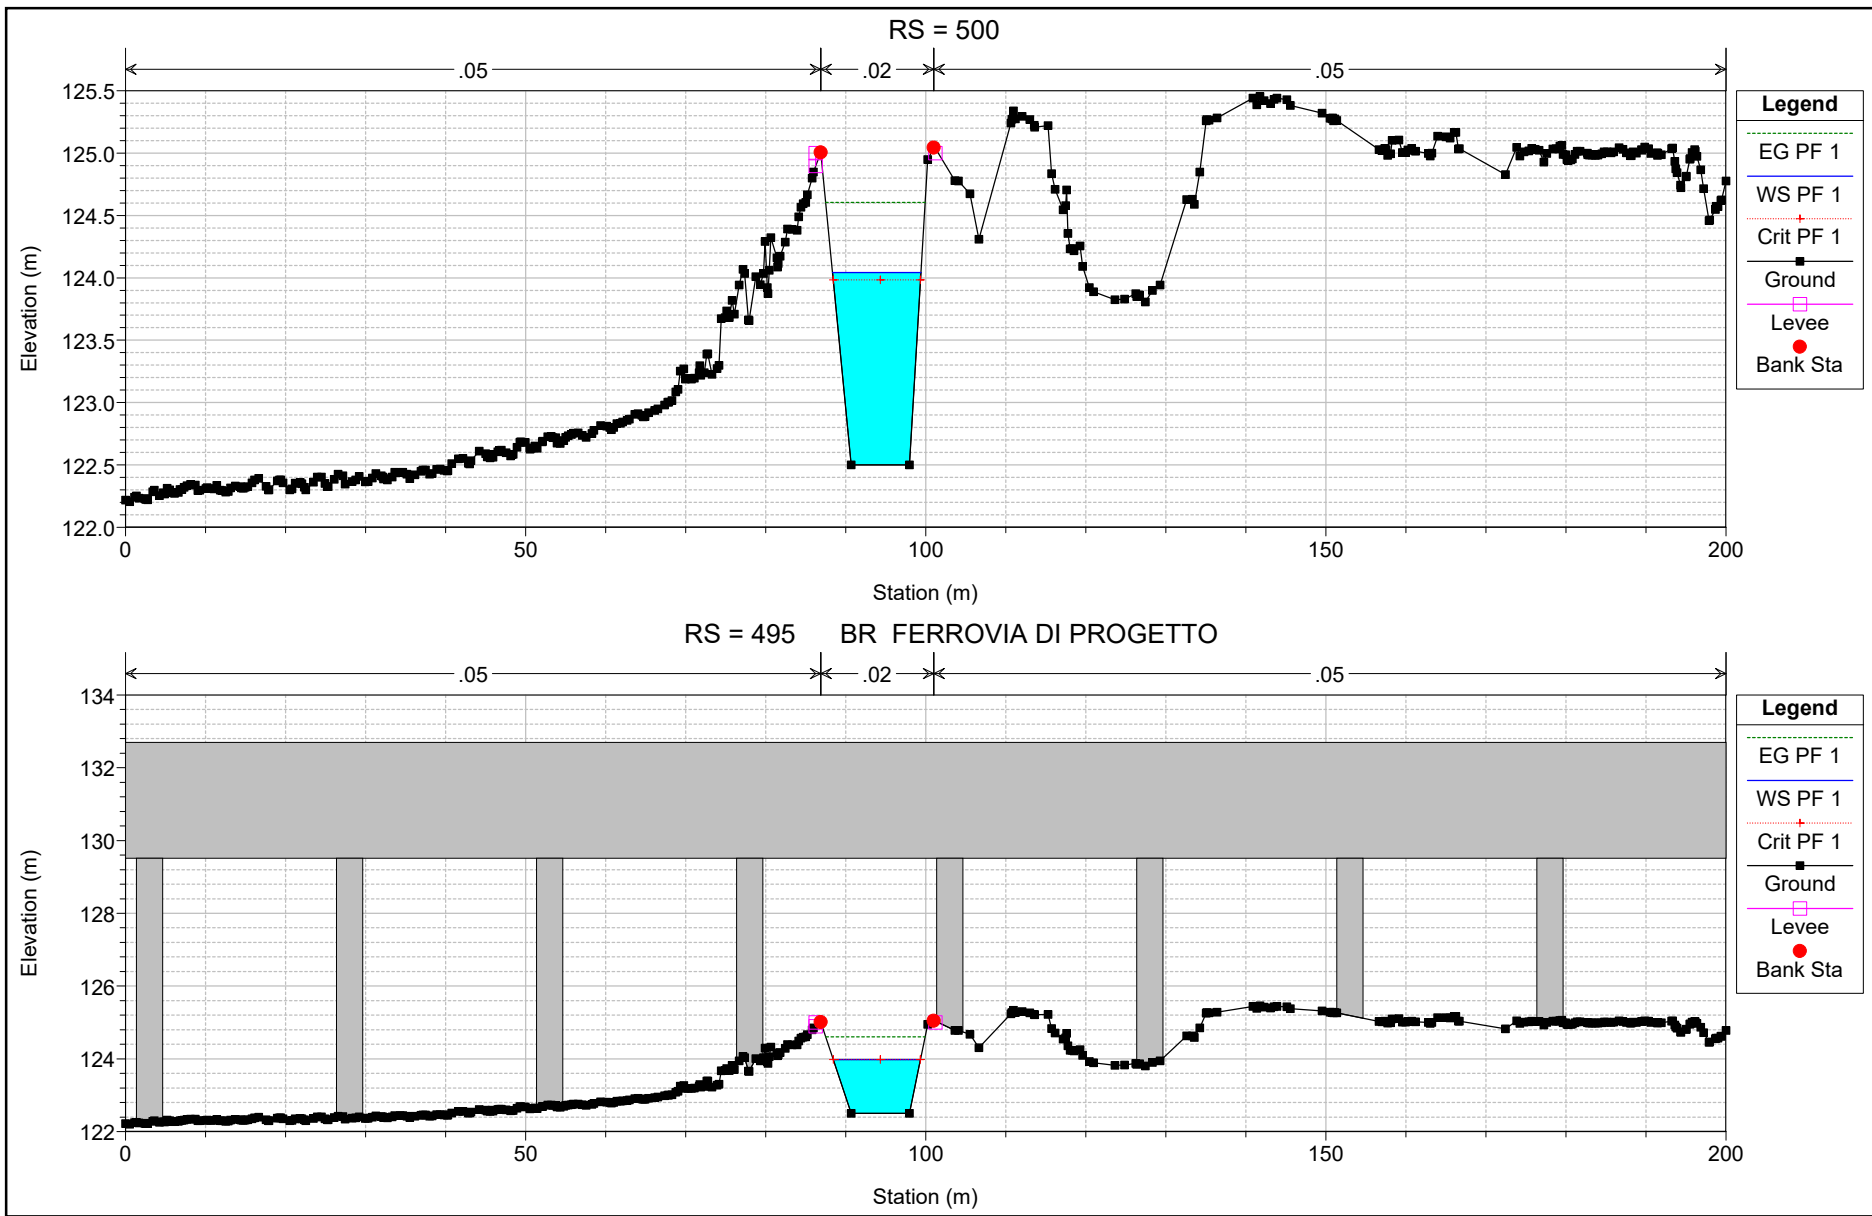 RS = 500
.05
.02
.05
125.5
125.0
124.5
124.0
123.5
123.0
122.5
122.0
Elevation (m)
0
50
100
150
200
Station (m)
Legend
EG PF 1
WS PF 1
Crit PF 1
Ground
Levee
Bank Sta
RS = 495 BR FERROVIA DI PROGETTO
.05
.02
.05
134
132
130
128
126
124
122
Elevation (m)
0
50
100
150
200
Station (m)
Legend
EG PF 1
WS PF 1
Crit PF 1
Ground
Levee
Bank Sta